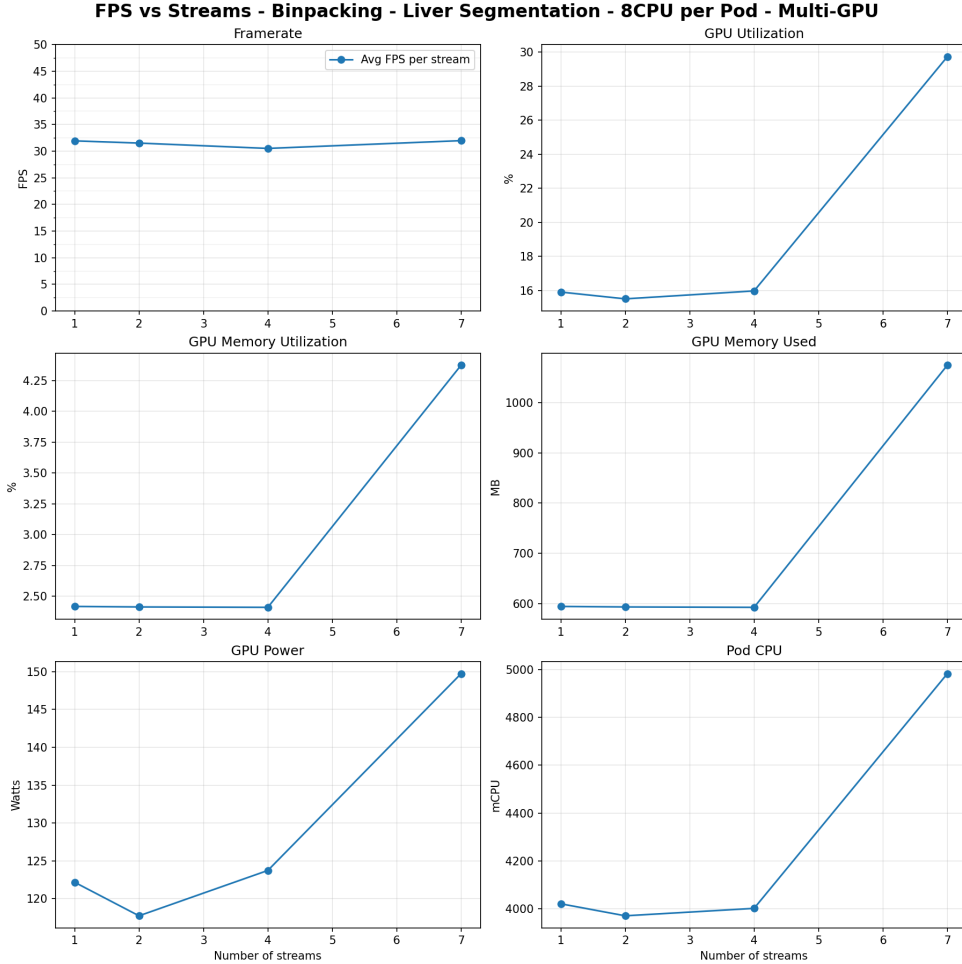 FPS vs Streams - Binpacking - Liver Segmentation - 8CPU per Pod - Multi-GPU
Framerate
50
45
40
35
30
25
20
15
10
5
0
FPS
Avg FPS per stream
1 2 3 4 5 6 7
GPU Utilization
30
28
26
24
22
20
18
16
%
1 2 3 4 5 6 7
GPU Memory Utilization
4.25
4.00
3.75
3.50
3.25
3.00
2.75
2.50
%
1 2 3 4 5 6 7
GPU Memory Used
1000
900
800
700
600
MB
1 2 3 4 5 6 7
GPU Power
150
145
140
135
130
125
120
Watts
1 2 3 4 5 6 7
Number of streams
Pod CPU
5000
4800
4600
4400
4200
4000
mCPU
1 2 3 4 5 6 7
Number of streams